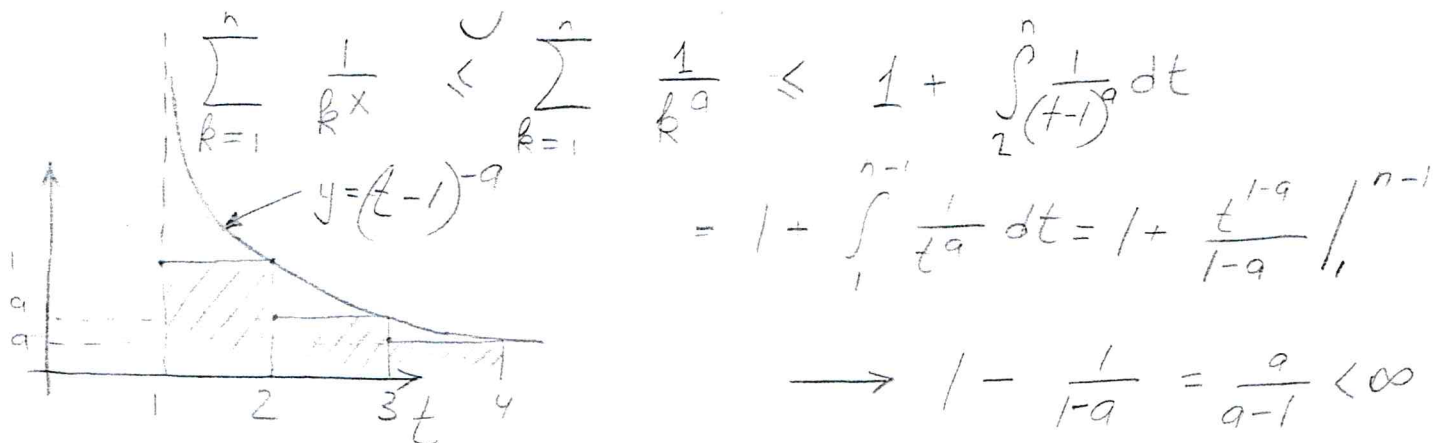 ∑_{k=1}^{n} 1/k^x ≤ ∑_{k=1}^{n} 1/k^a ≤ 1 + ∫_2^n 1/(t-1)^a dt
y=(t-1)^{-a}
= 1 + ∫_1^{n-1} 1/t^a dt = 1 + t^{1-a}/(1-a) |_1^{n-1}
1
a
a
1 2 3 4
t
⟶ 1 - 1/(1-a) = a/(a-1) < ∞